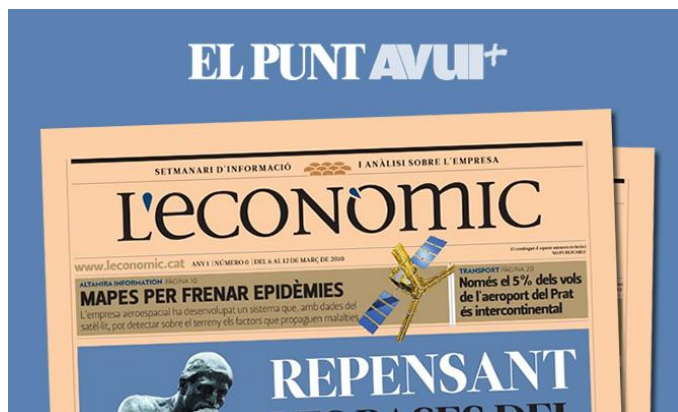 EL PUNT AVUI+
SETMANARI D'INFORMACIÓ I ANÀLISI SOBRE L'EMPRESA
L'ECONÒMIC
www.leconomic.cat ANY 1 | NÚMERO 0 | DEL 6 AL 12 DE MARÇ DE 2010
ALTAMIRA INFORMATION PÀGINA 10
MAPES PER FRENAR EPIDÈMIES
L'empresa aeroespacial ha desenvolupat un sistema que, amb dades del
satèl·lit, pot detectar sobre el terreny els factors que propaguen malalties
TRANSPORT PÀGINA 20
Només el 5% dels vols
de l'aeroport del Prat
és intercontinental
REPENSANT
BASES DEL